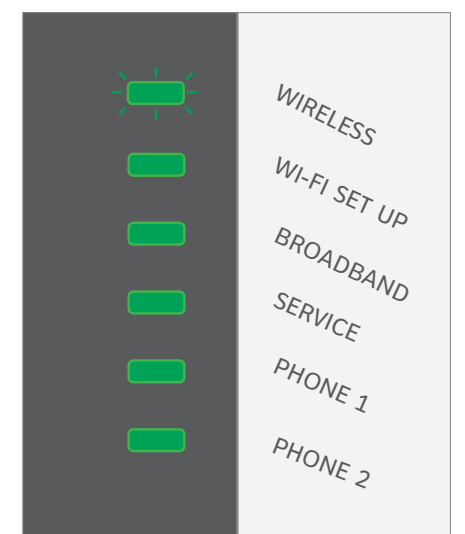 WIRELESS
WI-FI SET UP
BROADBAND
SERVICE
PHONE 1
PHONE 2